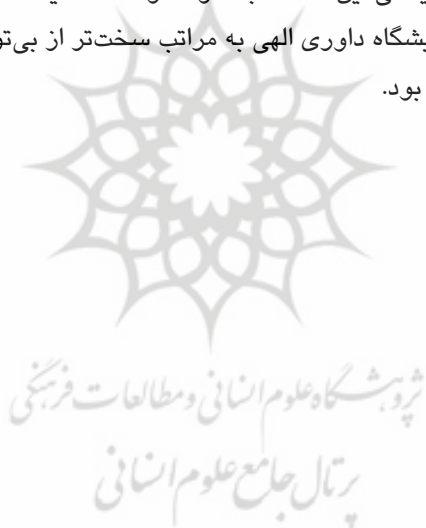 یشگاه داوری الهی به مراتب سخت‌تر از بی‌تو
بود.
پژوهشگاه علوم انسانی و مطالعات فرهنگی
پرتال جامع علوم انسانی